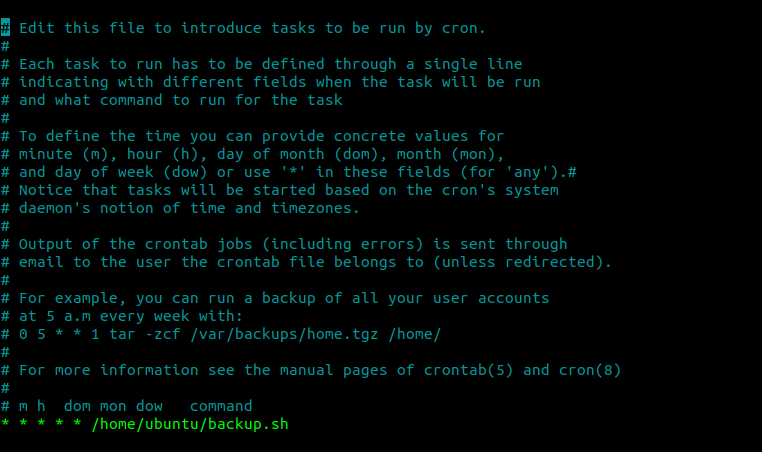 # Edit this file to introduce tasks to be run by cron.
#
# Each task to run has to be defined through a single line
# indicating with different fields when the task will be run
# and what command to run for the task
#
# To define the time you can provide concrete values for
# minute (m), hour (h), day of month (dom), month (mon),
# and day of week (dow) or use '*' in these fields (for 'any').#
# Notice that tasks will be started based on the cron's system
# daemon's notion of time and timezones.
#
# Output of the crontab jobs (including errors) is sent through
# email to the user the crontab file belongs to (unless redirected).
#
# For example, you can run a backup of all your user accounts
# at 5 a.m every week with:
# 0 5 * * 1 tar -zcf /var/backups/home.tgz /home/
#
# For more information see the manual pages of crontab(5) and cron(8)
#
# m h  dom mon dow   command
* * * * * /home/ubuntu/backup.sh